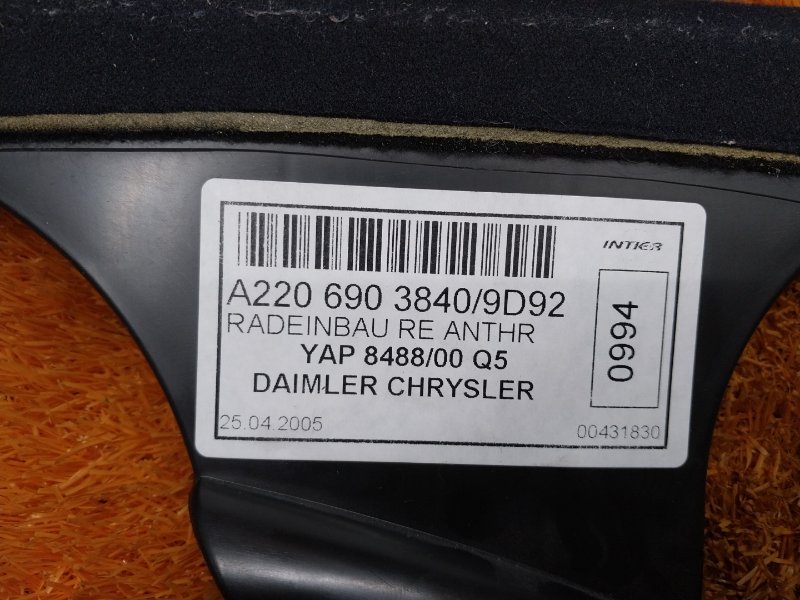 INTIER
A220 690 3840/9D92
RADEINBAU RE ANTHR
YAP 8488/00 Q5
DAIMLER CHRYSLER
0994
25.04.2005
00431830